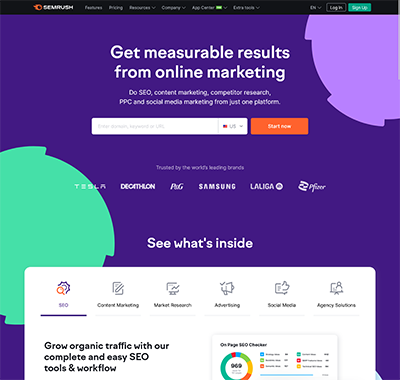 SEMRUSH
Features Pricing Resources Company App Center Extra tools EN Log In Sign Up
Get measurable results
from online marketing
Do SEO, content marketing, competitor research,
PPC and social media marketing from just one platform.
Enter domain, keyword or URL US Start now
Trusted by the world's leading brands
TESLA DECATHLON P&G SAMSUNG LALIGA Pfizer
See what's inside
SEO Content Marketing Market Research Advertising Social Media Agency Solutions
Grow organic traffic with our
complete and easy SEO
tools & workflow
On Page SEO Checker
969